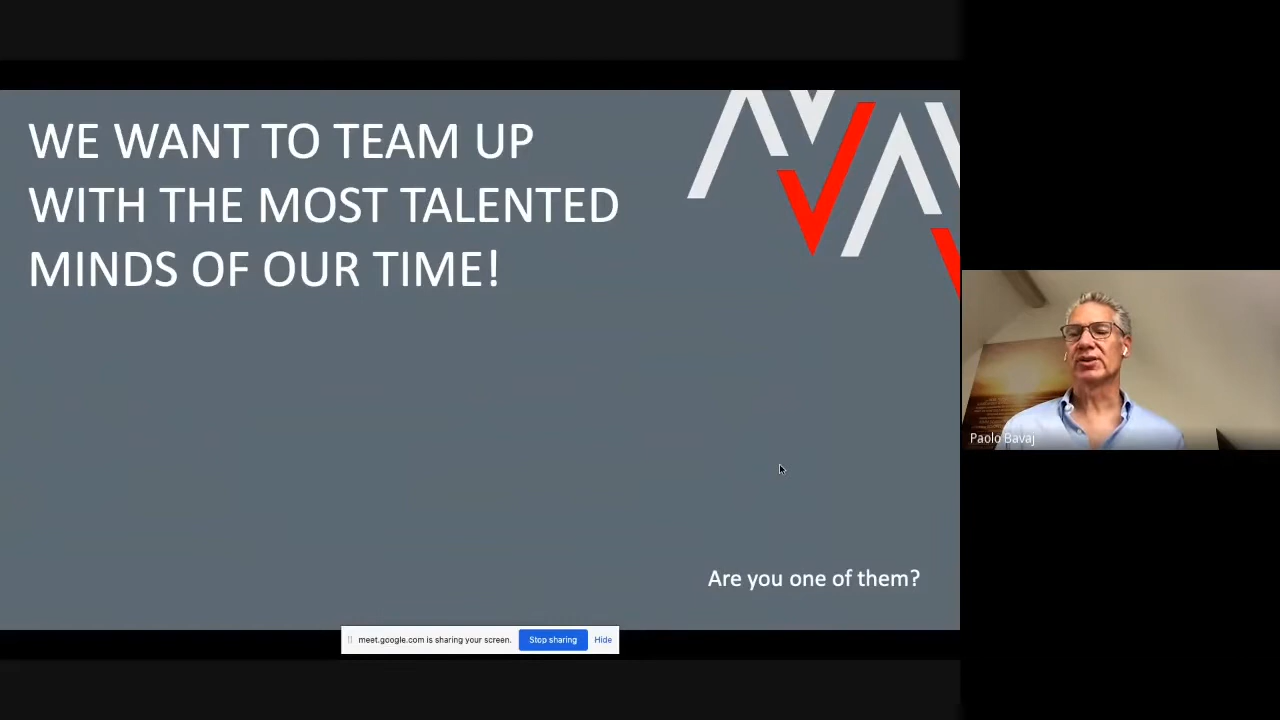 WE WANT TO TEAM UP
WITH THE MOST TALENTED
MINDS OF OUR TIME!
Paolo Bavaj
Are you one of them?
meet.google.com is sharing your screen. Stop sharing Hide